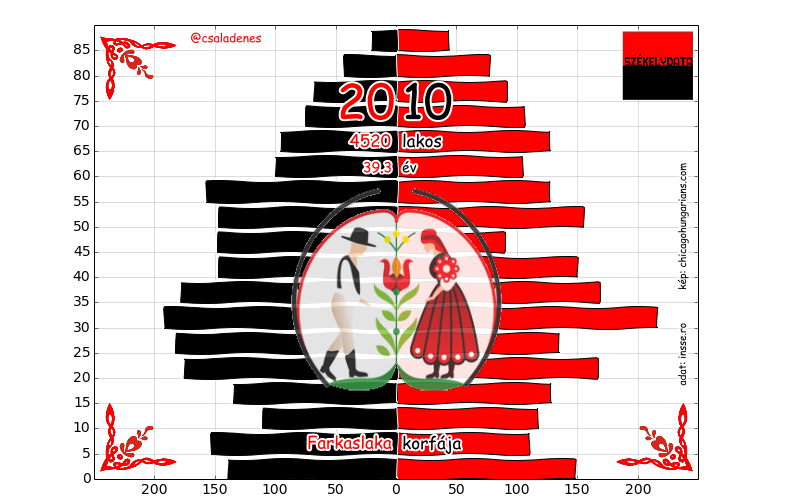 @csaladenes
SZÉKELYDATA
2010
4520 lakos
39.3 év
Farkaslaka korfája
kép: chicagohungarians.com
adat: insse.ro
85
80
75
70
65
60
55
50
45
40
35
30
25
20
15
10
5
0
200 150 100 50 0 50 100 150 200